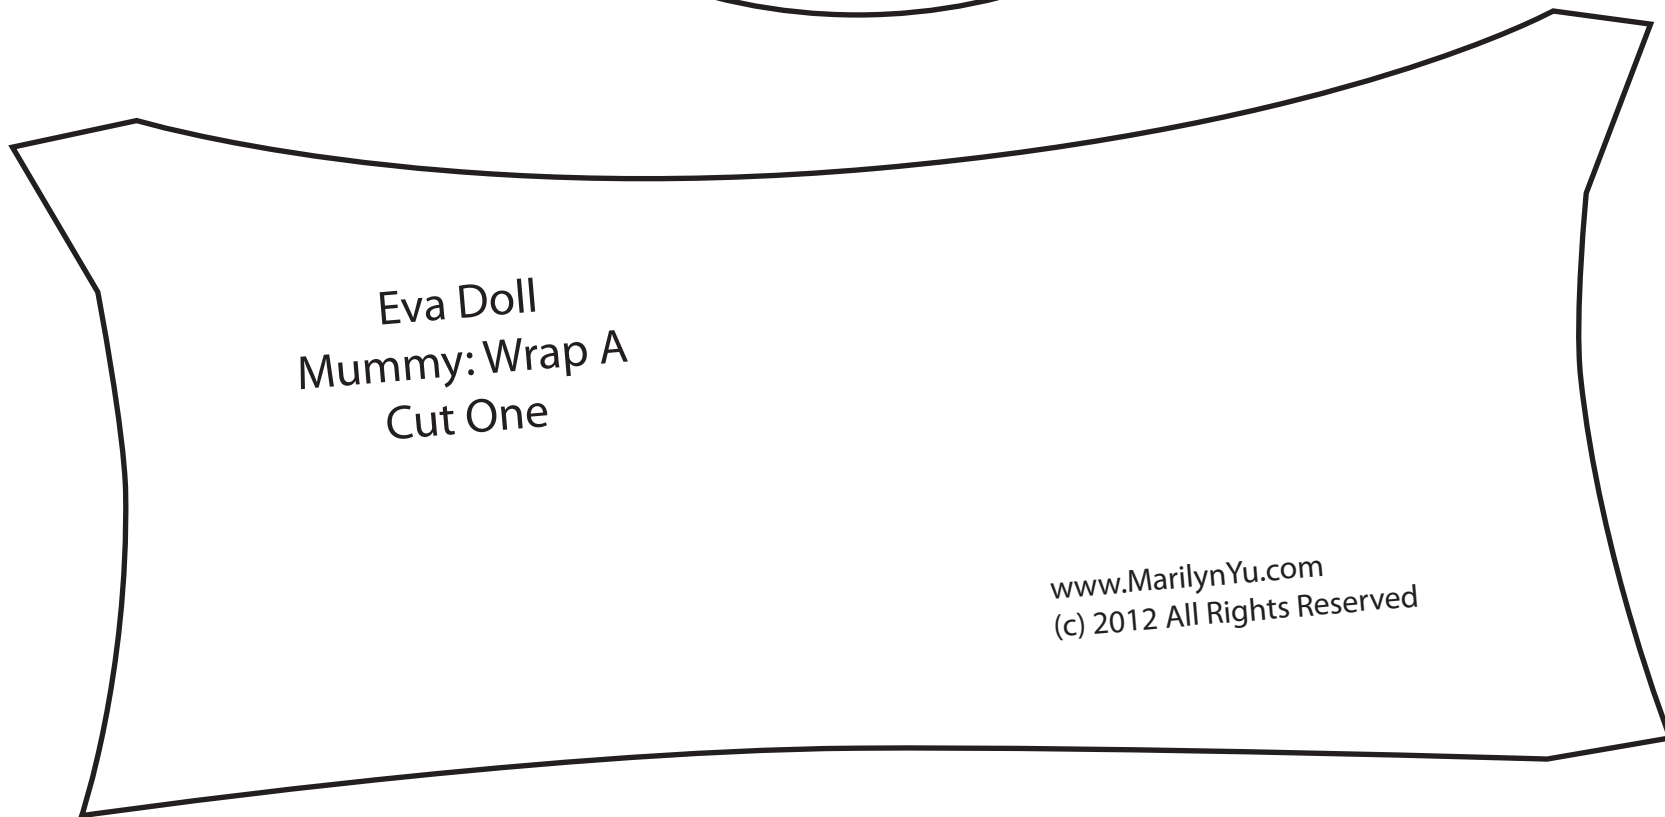 Eva Doll
Mummy: Wrap A
Cut One
www.MarilynYu.com
(c) 2012 All Rights Reserved